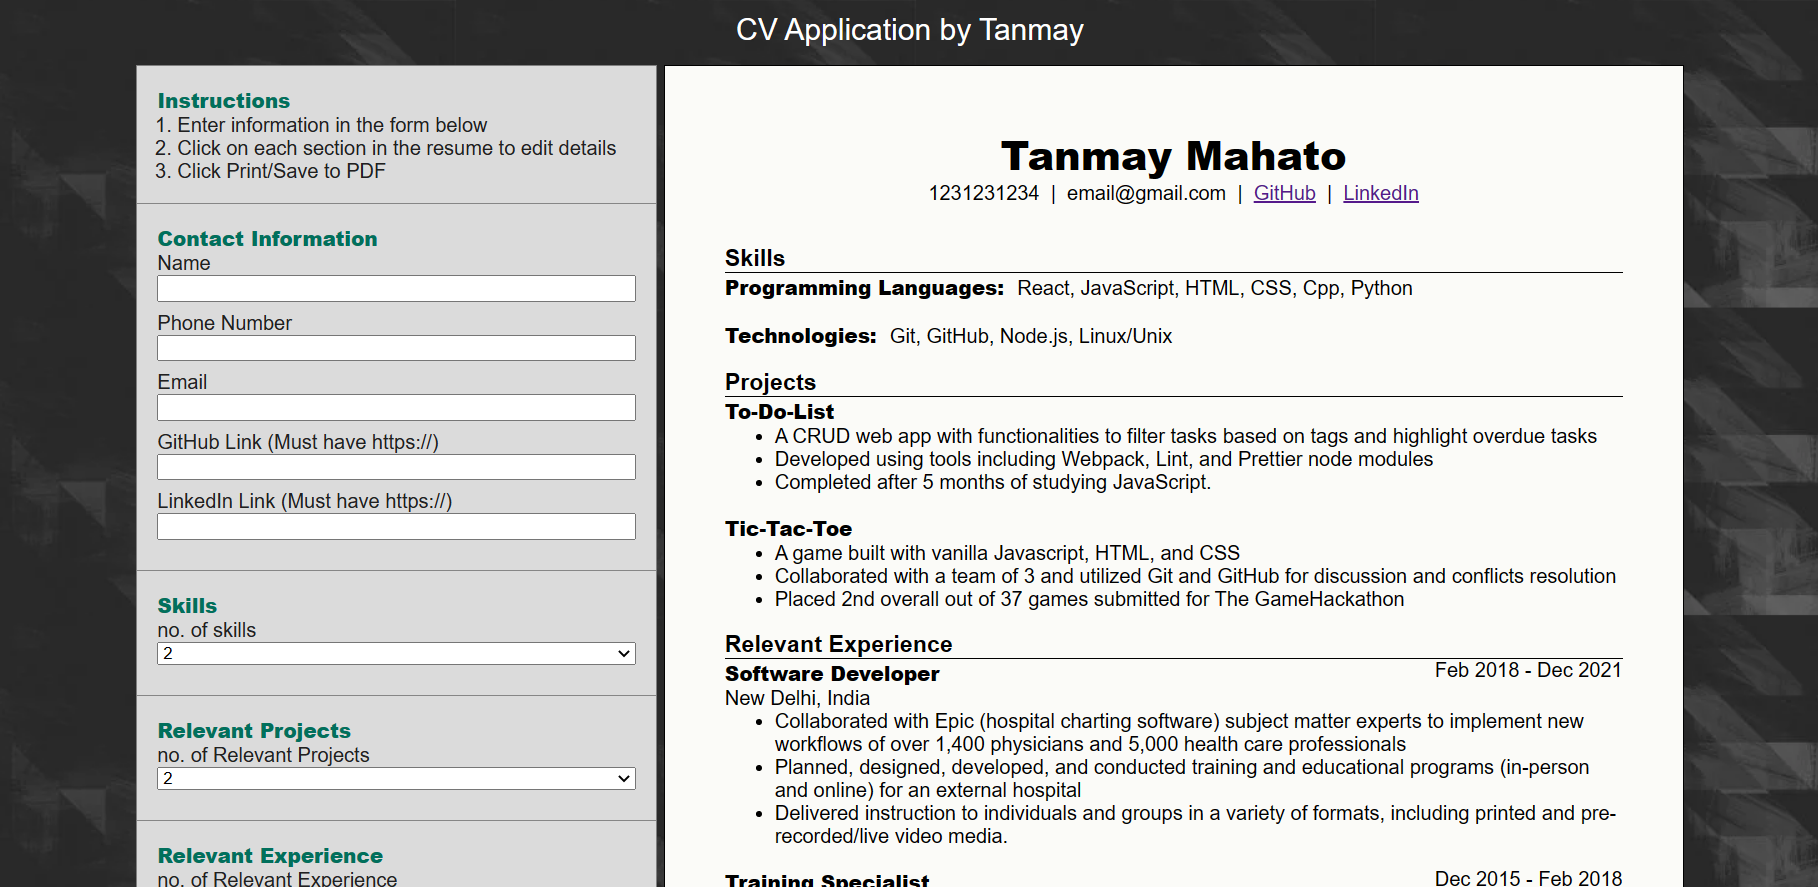 CV Application by Tanmay
Instructions
1. Enter information in the form below
2. Click on each section in the resume to edit details
3. Click Print/Save to PDF
Contact Information
Name
Phone Number
Email
GitHub Link (Must have https://)
LinkedIn Link (Must have https://)
Skills
no. of skills
2
Relevant Projects
no. of Relevant Projects
2
Relevant Experience
no. of Relevant Experience
Tanmay Mahato
1231231234 | email@gmail.com | GitHub | LinkedIn
Skills
Programming Languages: React, JavaScript, HTML, CSS, Cpp, Python
Technologies: Git, GitHub, Node.js, Linux/Unix
Projects
To-Do-List
• A CRUD web app with functionalities to filter tasks based on tags and highlight overdue tasks
• Developed using tools including Webpack, Lint, and Prettier node modules
• Completed after 5 months of studying JavaScript.
Tic-Tac-Toe
• A game built with vanilla Javascript, HTML, and CSS
• Collaborated with a team of 3 and utilized Git and GitHub for discussion and conflicts resolution
• Placed 2nd overall out of 37 games submitted for The GameHackathon
Relevant Experience
Software Developer Feb 2018 - Dec 2021
New Delhi, India
• Collaborated with Epic (hospital charting software) subject matter experts to implement new
workflows of over 1,400 physicians and 5,000 health care professionals
• Planned, designed, developed, and conducted training and educational programs (in-person
and online) for an external hospital
• Delivered instruction to individuals and groups in a variety of formats, including printed and pre-
recorded/live video media.
Training Specialist Dec 2015 - Feb 2018